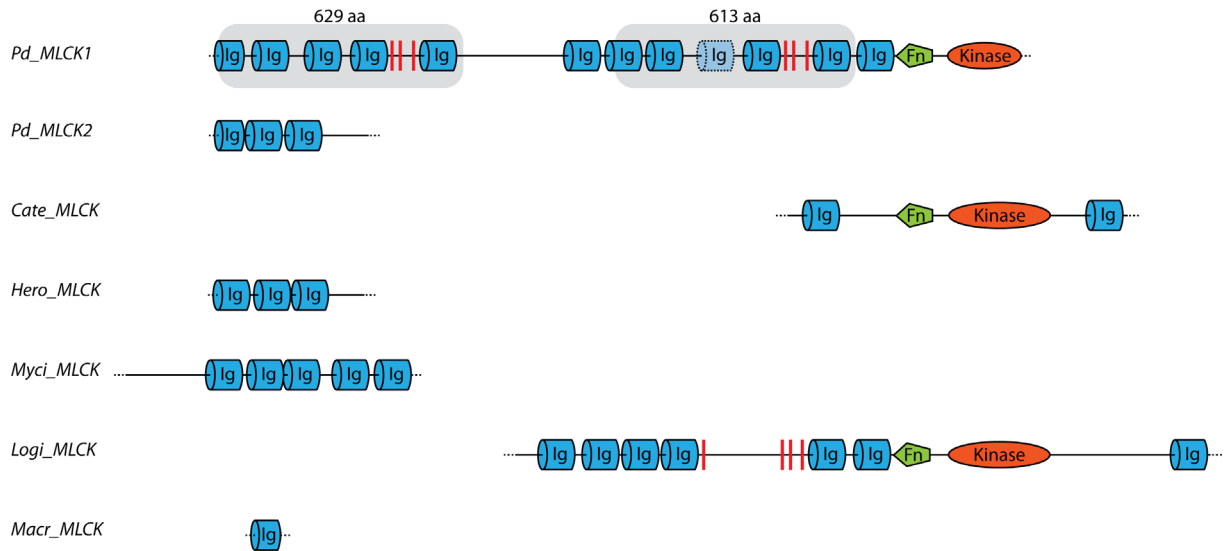 629 aa 613 aa
Pd_MLCK1 Ig Ig Ig Ig Ig Ig Ig Ig Ig Ig Ig Ig Fn Kinase
Pd_MLCK2 Ig Ig Ig
Cate_MLCK Ig Fn Kinase Ig
Hero_MLCK Ig Ig Ig
Myci_MLCK Ig Ig Ig Ig Ig
Logi_MLCK Ig Ig Ig Ig Ig Ig Fn Kinase Ig
Macr_MLCK Ig